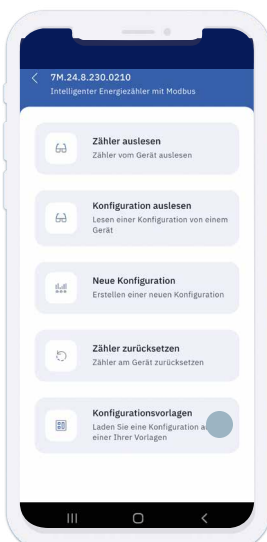 7M.24.8.230.0210
Intelligenter Energiezähler mit Modbus
Zähler auslesen
Zähler vom Gerät auslesen
Konfiguration auslesen
Lesen einer Konfiguration von einem
Gerät
Neue Konfiguration
Erstellen einer neuen Konfiguration
Zähler zurücksetzen
Zähler am Gerät zurücksetzen
Konfigurationsvorlagen
Laden Sie eine Konfiguration
einer Ihrer Vorlagen